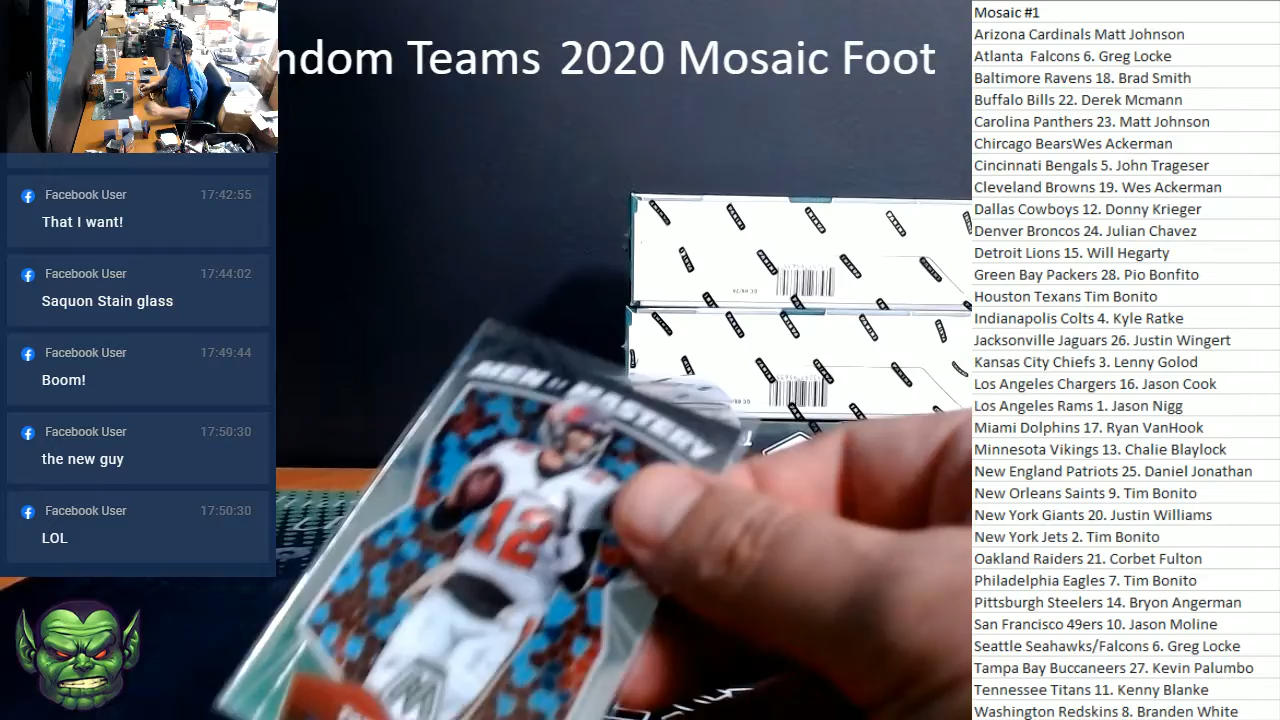 ndom Teams 2020 Mosaic Foot
Facebook User 17:42:55
That I want!
Facebook User 17:44:02
Saquon Stain glass
Facebook User 17:49:44
Boom!
Facebook User 17:50:30
the new guy
Facebook User 17:50:30
LOL
MEN OF MASTERY
12
Mosaic #1
Arizona Cardinals Matt Johnson
Atlanta Falcons 6. Greg Locke
Baltimore Ravens 18. Brad Smith
Buffalo Bills 22. Derek Mcmann
Carolina Panthers 23. Matt Johnson
Chircago BearsWes Ackerman
Cincinnati Bengals 5. John Trageser
Cleveland Browns 19. Wes Ackerman
Dallas Cowboys 12. Donny Krieger
Denver Broncos 24. Julian Chavez
Detroit Lions 15. Will Hegarty
Green Bay Packers 28. Pio Bonfito
Houston Texans Tim Bonito
Indianapolis Colts 4. Kyle Ratke
Jacksonville Jaguars 26. Justin Wingert
Kansas City Chiefs 3. Lenny Golod
Los Angeles Chargers 16. Jason Cook
Los Angeles Rams 1. Jason Nigg
Miami Dolphins 17. Ryan VanHook
Minnesota Vikings 13. Chalie Blaylock
New England Patriots 25. Daniel Jonathan
New Orleans Saints 9. Tim Bonito
New York Giants 20. Justin Williams
New York Jets 2. Tim Bonito
Oakland Raiders 21. Corbet Fulton
Philadelphia Eagles 7. Tim Bonito
Pittsburgh Steelers 14. Bryon Angerman
San Francisco 49ers 10. Jason Moline
Seattle Seahawks/Falcons 6. Greg Locke
Tampa Bay Buccaneers 27. Kevin Palumbo
Tennessee Titans 11. Kenny Blanke
Washington Redskins 8. Branden White